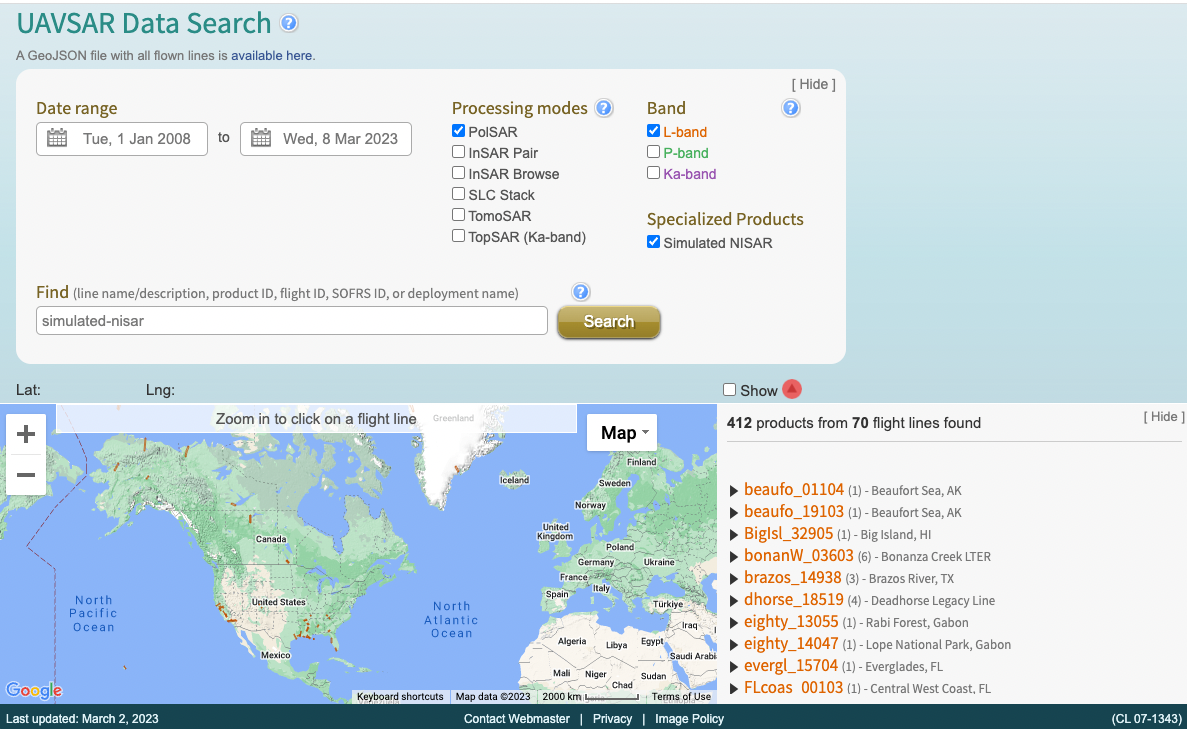 UAVSAR Data Search
A GeoJSON file with all flown lines is available here.
[ Hide ]
Date range
Tue, 1 Jan 2008 to Wed, 8 Mar 2023
Processing modes
PolSAR
InSAR Pair
InSAR Browse
SLC Stack
TomoSAR
TopSAR (Ka-band)
Band
L-band
P-band
Ka-band
Specialized Products
Simulated NISAR
Find (line name/description, product ID, flight ID, SOFRS ID, or deployment name)
simulated-nisar
Search
Lat:
Lng:
Show
Zoom in to click on a flight line
Map
Greenland
Iceland
Finland
Sweden
Norway
United
Kingdom
Poland
Germany
Ukraine
France
Italy
Spain
Türkiye
Iraq
Algeria
Libya
Egypt
Saudi Arabi
Mali
Niger
Chad
Sudan
Canada
United States
Mexico
North
Pacific
Ocean
North
Atlantic
Ocean
Google
Keyboard shortcuts
Map data ©2023
2000 km
Terms of Use
412 products from 70 flight lines found
[ Hide ]
beaufo_01104 (1) - Beaufort Sea, AK
beaufo_19103 (1) - Beaufort Sea, AK
BigIsl_32905 (1) - Big Island, HI
bonanW_03603 (6) - Bonanza Creek LTER
brazos_14938 (3) - Brazos River, TX
dhorse_18519 (4) - Deadhorse Legacy Line
eighty_13055 (1) - Rabi Forest, Gabon
eighty_14047 (1) - Lope National Park, Gabon
evergl_15704 (1) - Everglades, FL
FLcoas_00103 (1) - Central West Coast, FL
Last updated: March 2, 2023
Contact Webmaster | Privacy | Image Policy
(CL 07-1343)